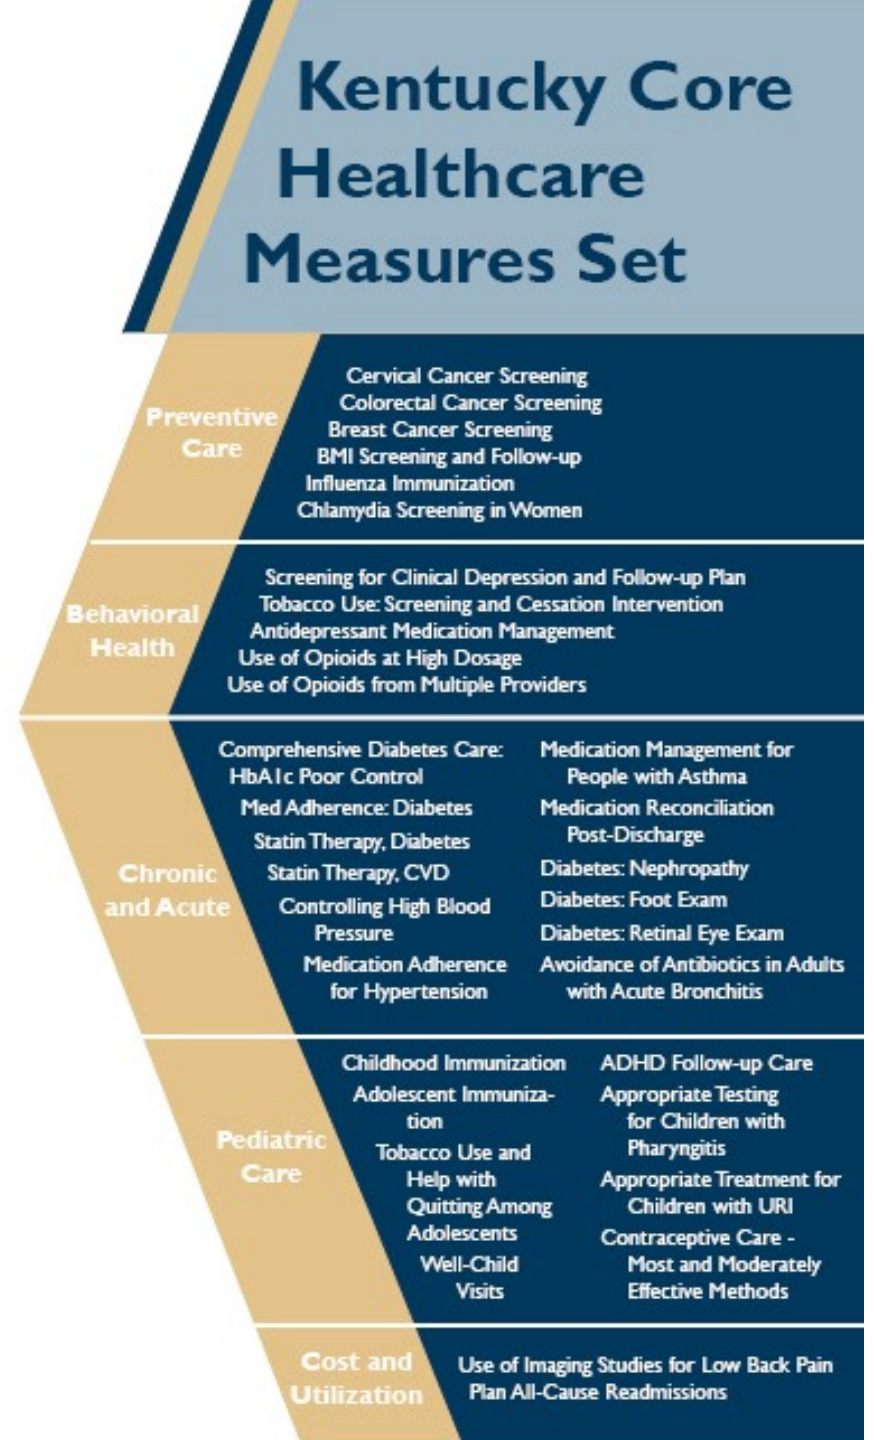 Kentucky Core
Healthcare
Measures Set
Preventive
Care
Cervical Cancer Screening
Colorectal Cancer Screening
Breast Cancer Screening
BMI Screening and Follow-up
Influenza Immunization
Chlamydia Screening in Women
Behavioral
Health
Screening for Clinical Depression and Follow-up Plan
Tobacco Use: Screening and Cessation Intervention
Antidepressant Medication Management
Use of Opioids at High Dosage
Use of Opioids from Multiple Providers
Chronic
and Acute
Comprehensive Diabetes Care:
HbA1c Poor Control
Med Adherence: Diabetes
Statin Therapy, Diabetes
Statin Therapy, CVD
Controlling High Blood
Pressure
Medication Adherence
for Hypertension
Medication Management for
People with Asthma
Medication Reconciliation
Post-Discharge
Diabetes: Nephropathy
Diabetes: Foot Exam
Diabetes: Retinal Eye Exam
Avoidance of Antibiotics in Adults
with Acute Bronchitis
Pediatric
Care
Childhood Immunization
Adolescent Immuniza-
tion
Tobacco Use and
Help with
Quitting Among
Adolescents
Well-Child
Visits
ADHD Follow-up Care
Appropriate Testing
for Children with
Pharyngitis
Appropriate Treatment for
Children with URI
Contraceptive Care -
Most and Moderately
Effective Methods
Cost and
Utilization
Use of Imaging Studies for Low Back Pain
Plan All-Cause Readmissions